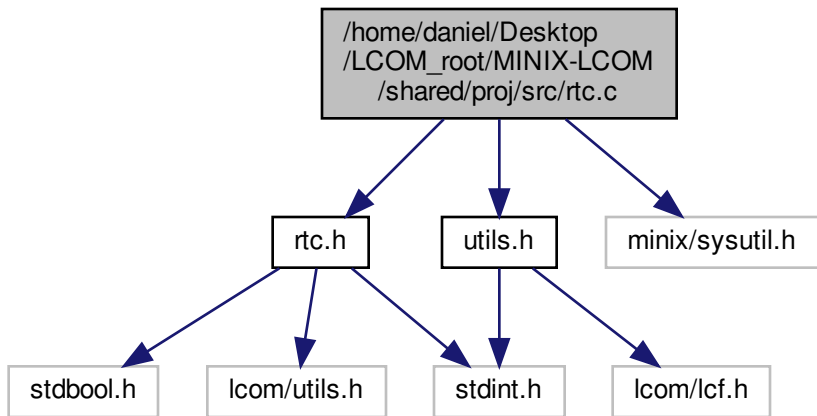 /home/daniel/Desktop
/LCOM_root/MINIX-LCOM
/shared/proj/src/rtc.c
rtc.h
utils.h
minix/sysutil.h
stdbool.h
lcom/utils.h
stdint.h
lcom/lcf.h